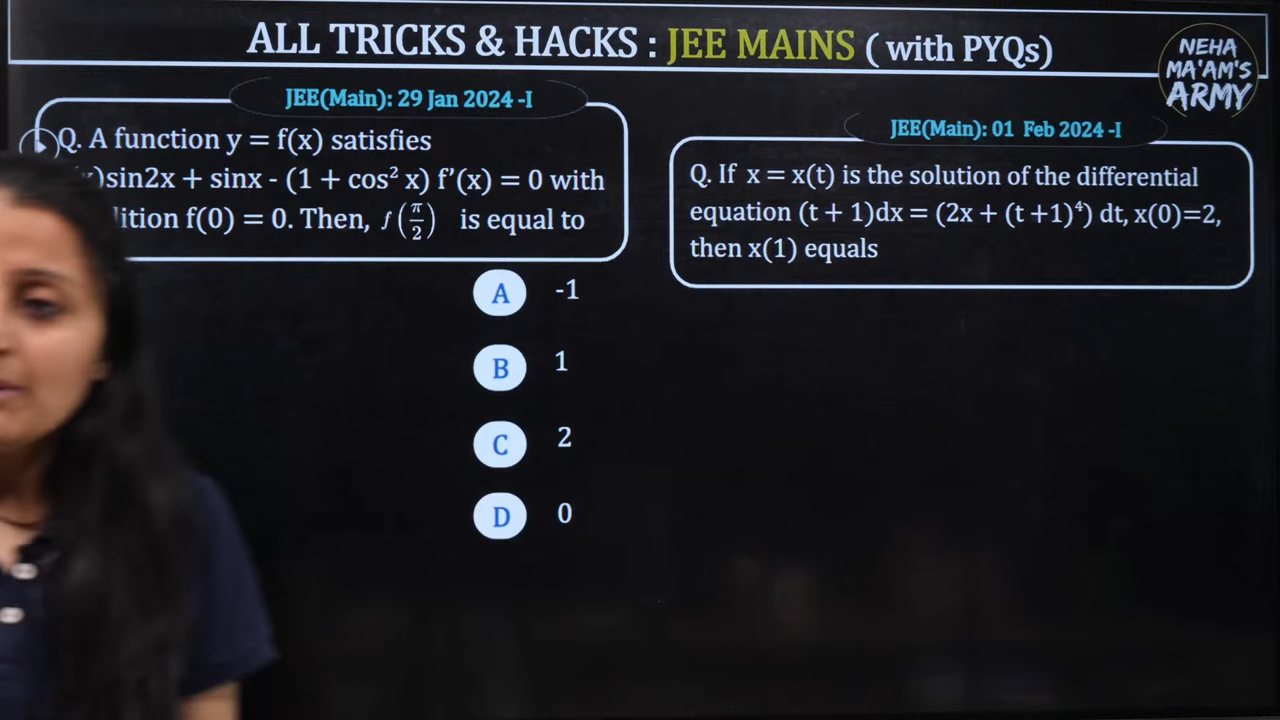 ALL TRICKS & HACKS : JEE MAINS ( with PYQs)
NEHA
MA'AM'S
ARMY
JEE(Main): 29 Jan 2024 -I
Q. A function y = f(x) satisfies
)sin2x + sinx - (1 + cos² x) f'(x) = 0 with
f(0) = 0. Then, f(π/2) is equal to
A -1
B 1
C 2
D 0
JEE(Main): 01 Feb 2024 -I
Q. If x = x(t) is the solution of the differential
equation (t + 1)dx = (2x + (t +1)⁴) dt, x(0)=2,
then x(1) equals